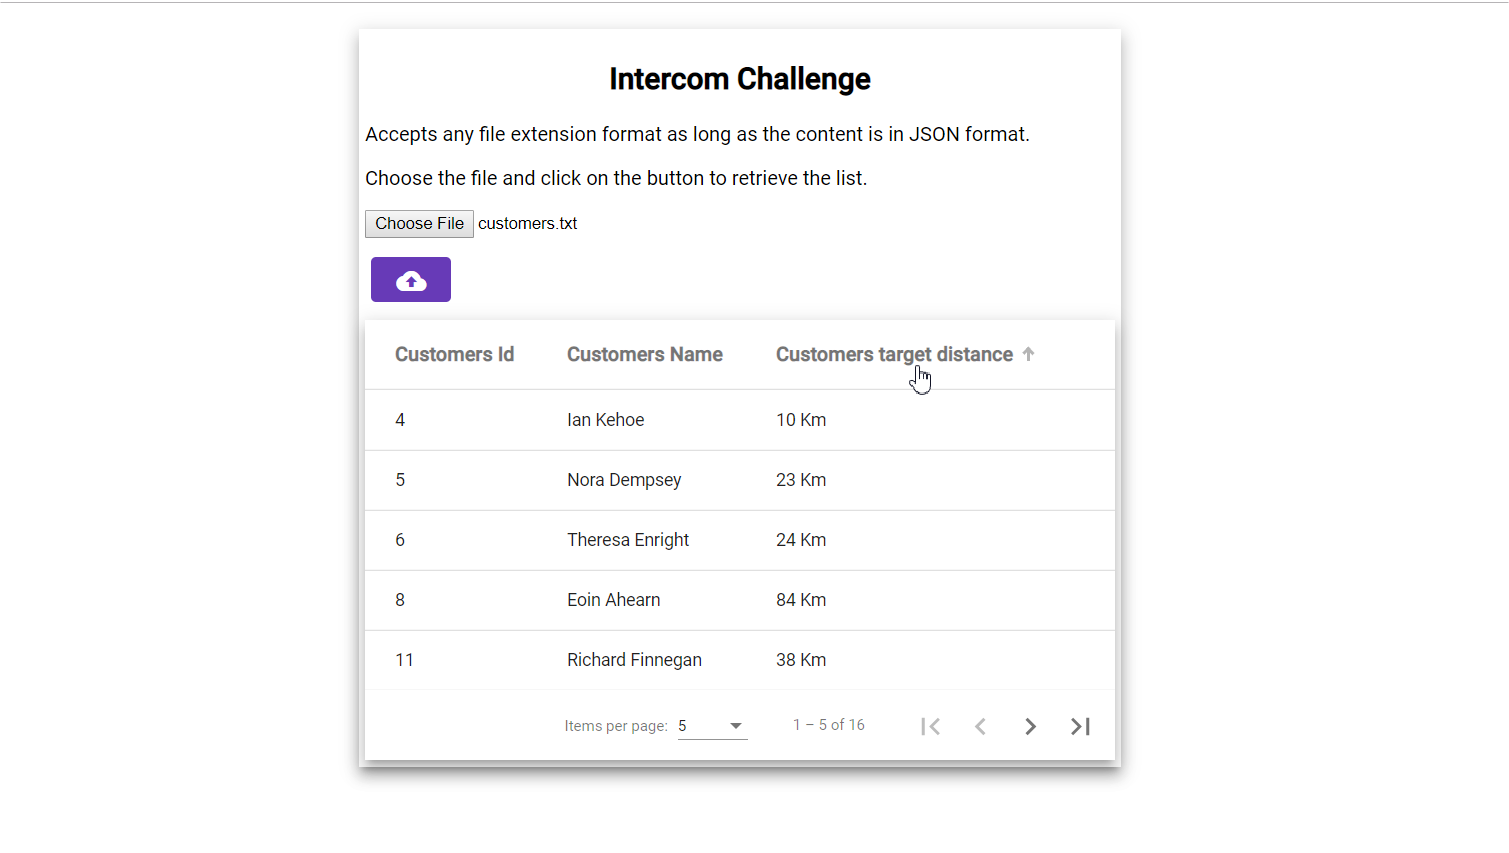 Intercom Challenge
Accepts any file extension format as long as the content is in JSON format.
Choose the file and click on the button to retrieve the list.
Choose File customers.txt
Customers Id Customers Name Customers target distance
4 Ian Kehoe 10 Km
5 Nora Dempsey 23 Km
6 Theresa Enright 24 Km
8 Eoin Ahearn 84 Km
11 Richard Finnegan 38 Km
Items per page: 5 1 – 5 of 16